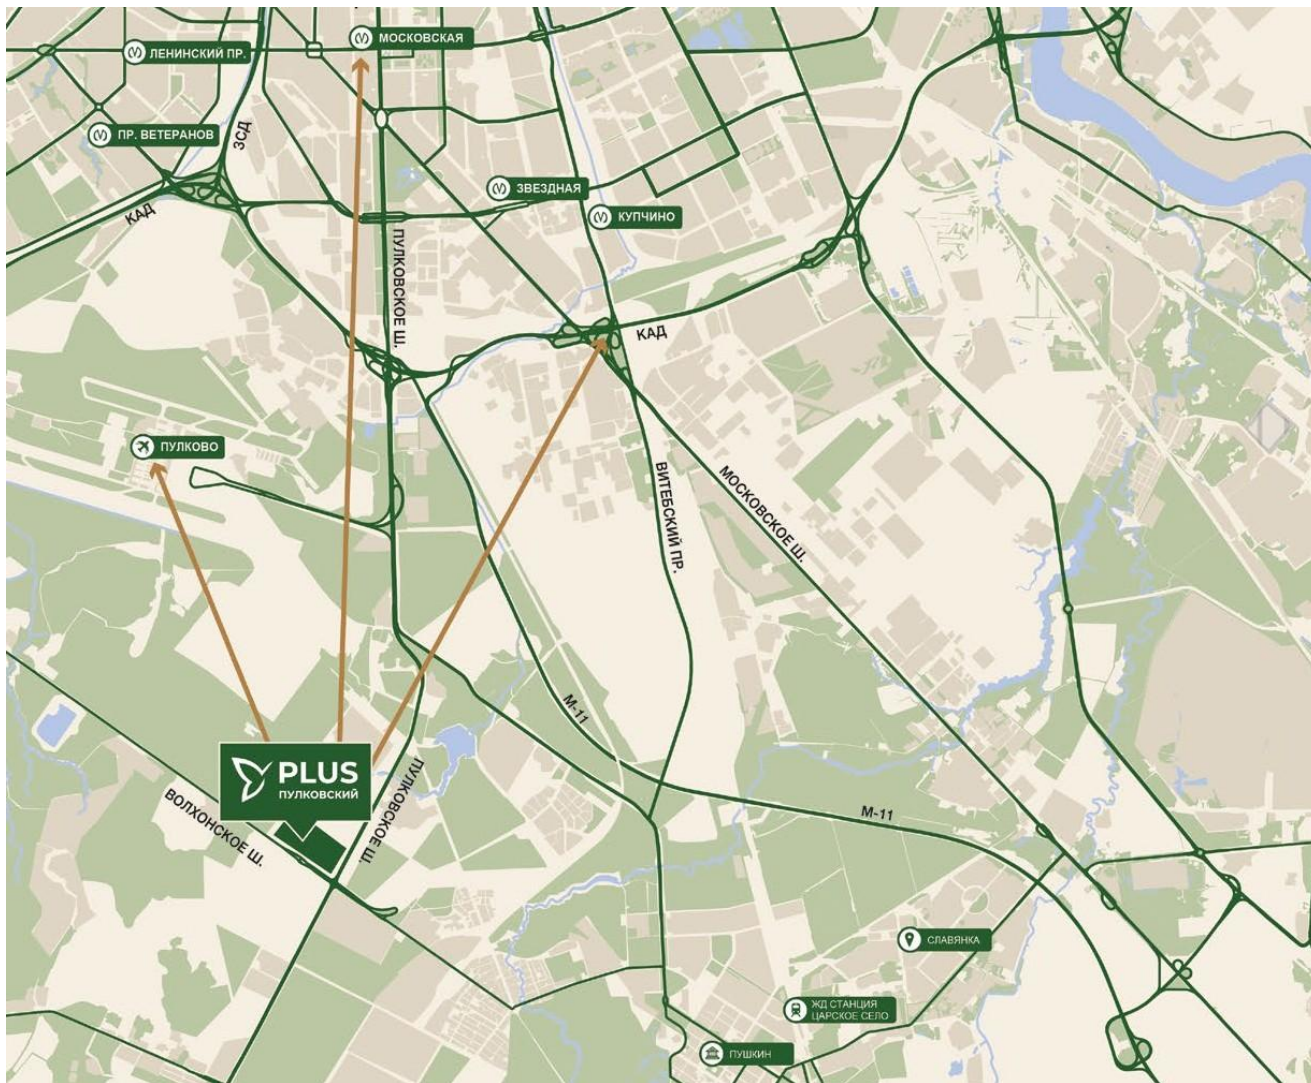 МОСКОВСКАЯ
ЛЕНИНСКИЙ ПР.
ПР. ВЕТЕРАНОВ
ЗСД
ЗВЕЗДНАЯ
КАД
КУПЧИНО
ПУЛКОВСКОЕ Ш.
КАД
ПУЛКОВО
ВИТЕБСКИЙ ПР.
МОСКОВСКОЕ Ш.
М-11
PLUS
ПУЛКОВСКИЙ
ПУЛКОВСКОЕ Ш.
ВОЛХОНСКОЕ Ш.
М-11
СЛАВЯНКА
ЖД СТАНЦИЯ
ЦАРСКОЕ СЕЛО
ПУШКИН